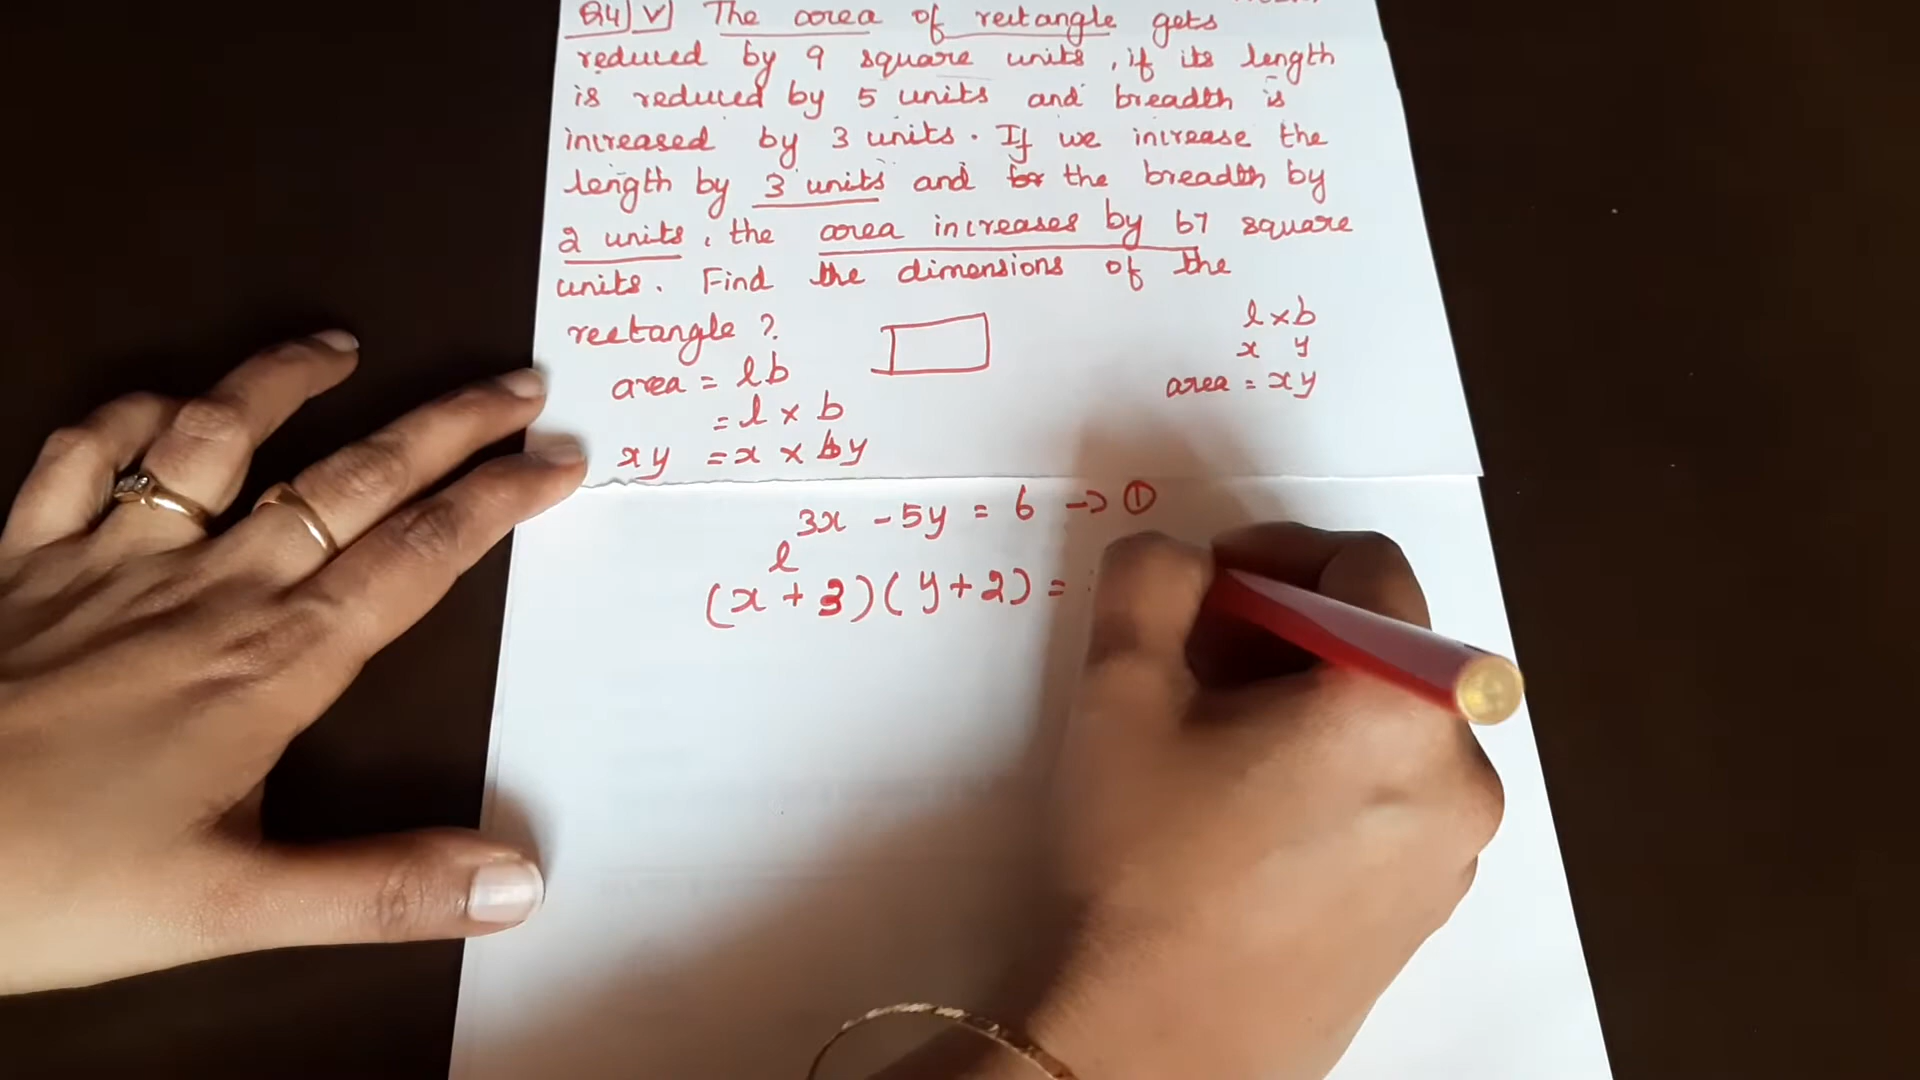 Q4) V) The area of rectangle gets
reduced by 9 square units, if its length
is reduced by 5 units and breadth is
increased by 3 units. If we increase the
length by 3 units and the breadth by
2 units, the area increases by 67 square
units. Find the dimensions of the
rectangle?
l × b
x y
area = xy
area = lb
= l × b
xy = x × y
3x - 5y = 6 → ①
l
(x + 3)(y + 2) =